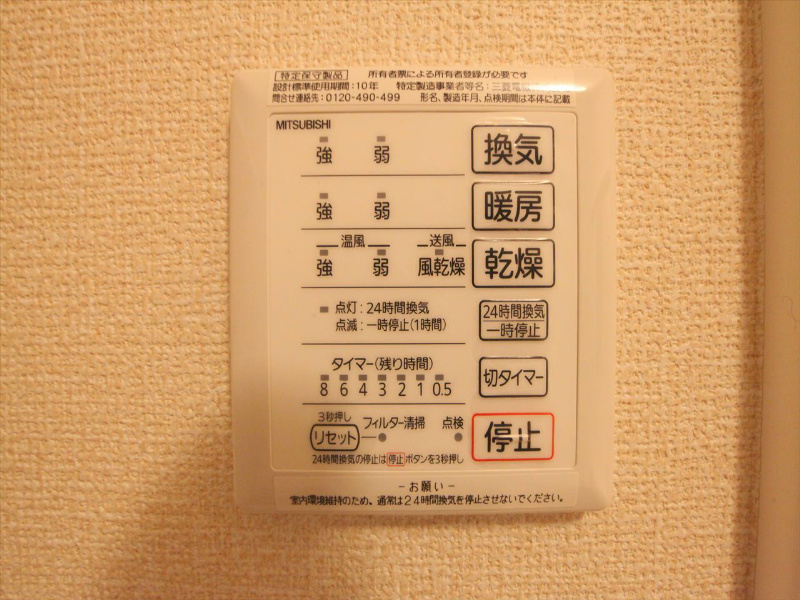 特定保守製品 所有者票による所有者登録が必要です
設計標準使用期間：10年 特定製造事業者等名：三菱電機
問合せ連絡先：0120-490-499 形名、製造年月、点検期間は本体に記載
MITSUBISHI
強 弱 換気
強 弱 暖房
温風 送風
強 弱 風乾燥 乾燥
点灯：24時間換気
点滅：一時停止(1時間)
24時間換気
一時停止
タイマー(残り時間)
8 6 4 3 2 1 0.5
切タイマー
3秒押し
リセット フィルター清掃 点検
停止
24時間換気の停止は停止ボタンを3秒押し
－お願い－
室内環境維持のため、通常は24時間換気を停止させないでください。